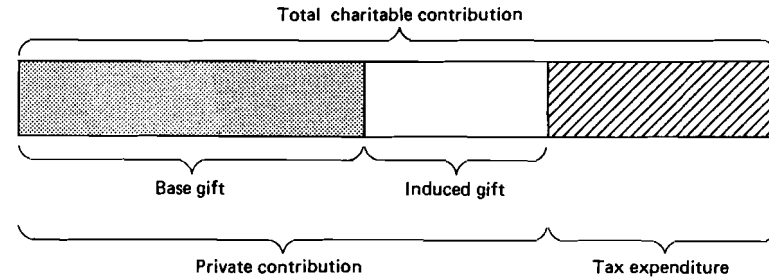 Total charitable contribution
Base gift
Induced gift
Private contribution
Tax expenditure